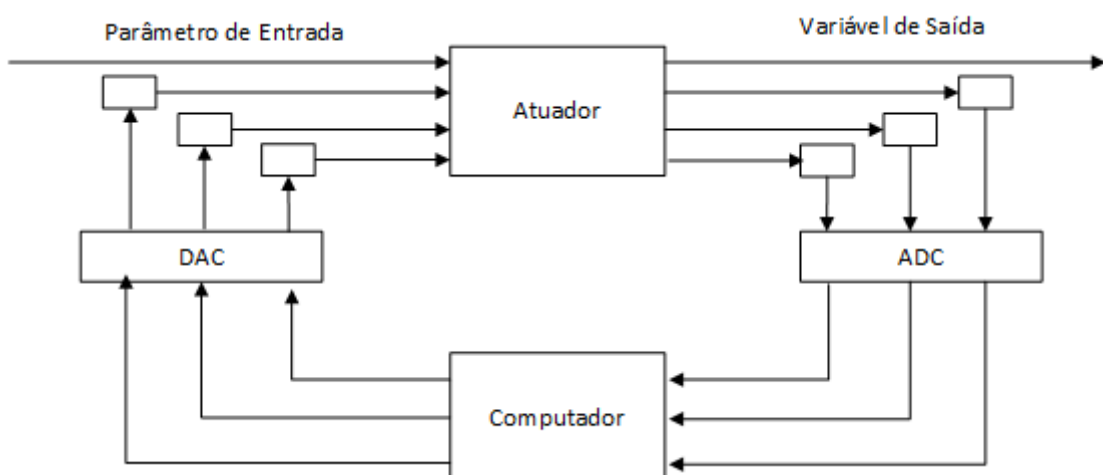 Parâmetro de Entrada
Variável de Saída
Atuador
DAC
ADC
Computador